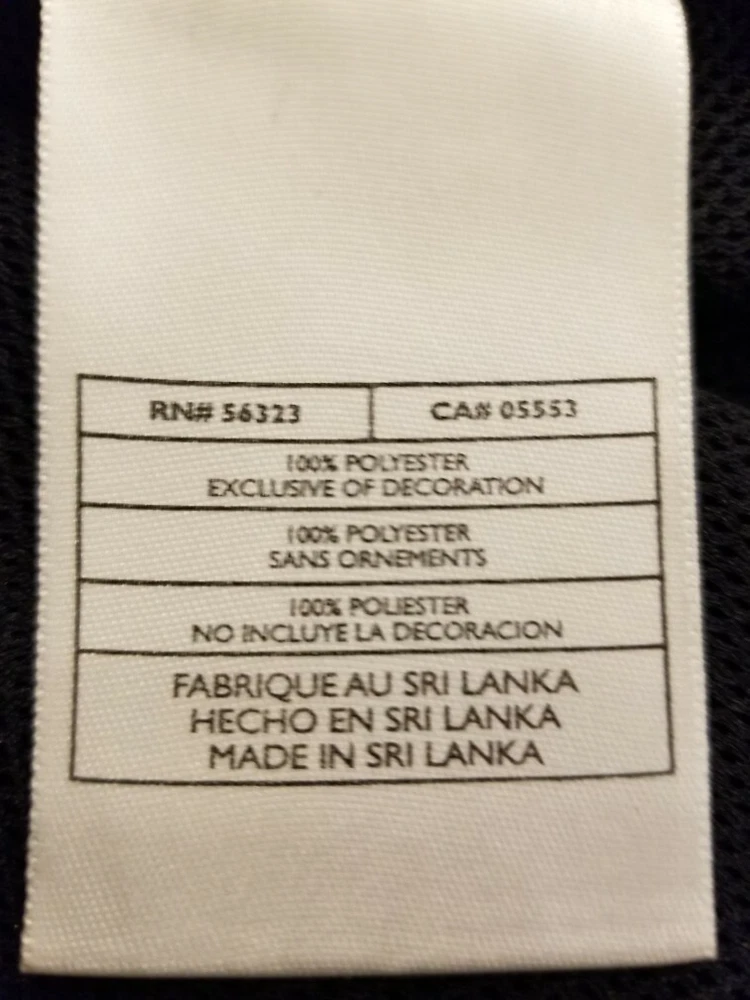 RN# 56323 CA# 05553
100% POLYESTER
EXCLUSIVE OF DECORATION
100% POLYESTER
SANS ORNEMENTS
100% POLIESTER
NO INCLUYE LA DECORACION
FABRIQUE AU SRI LANKA
HECHO EN SRI LANKA
MADE IN SRI LANKA